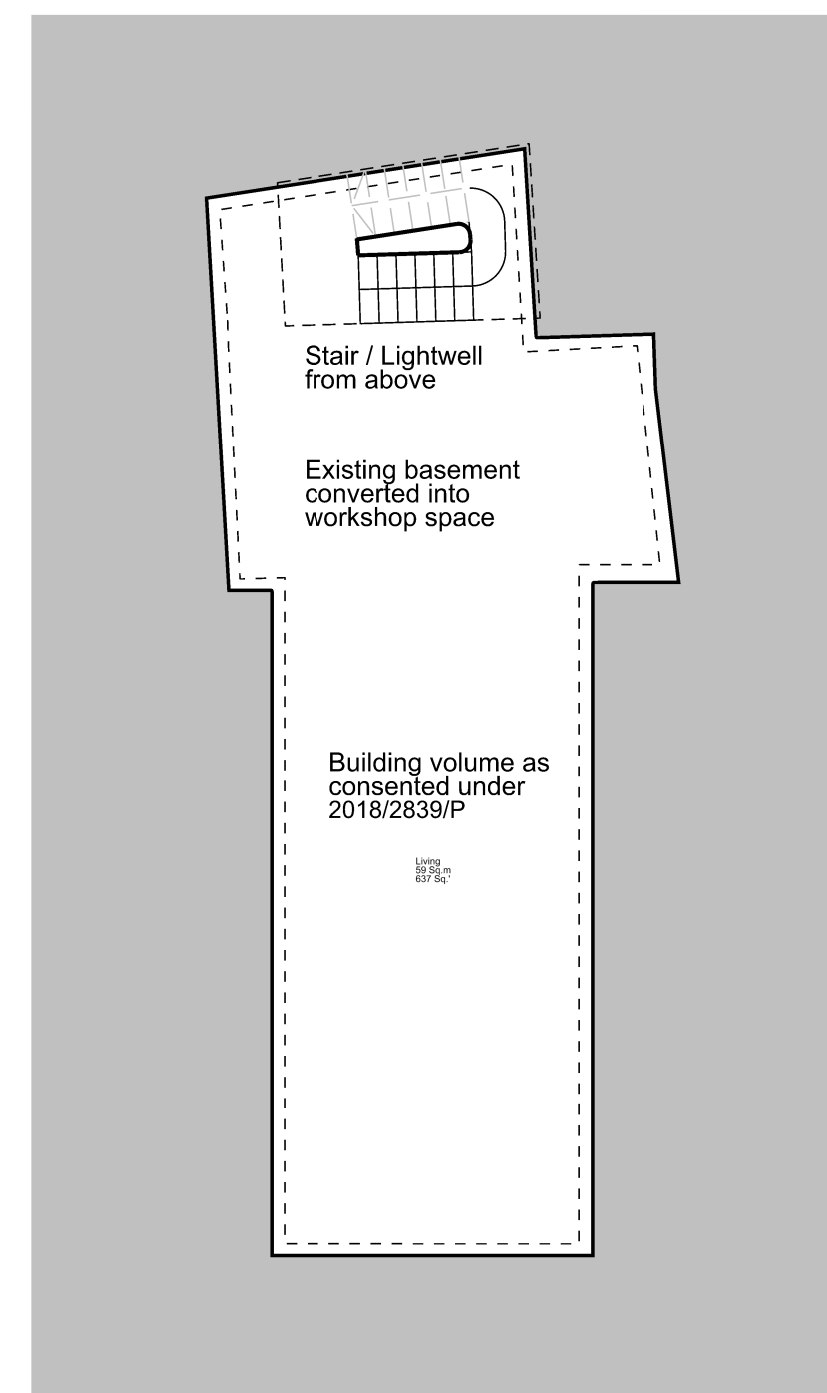 Stair / Lightwell
from above
Existing basement
converted into
workshop space
Building volume as
consented under
2018/2839/P
Living
59 Sq.m
637 Sq.'